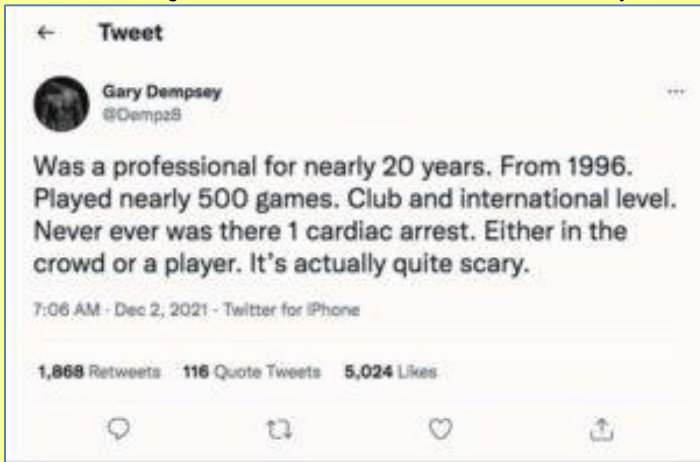 Tweet
Gary Dempsey
@Dempz8
Was a professional for nearly 20 years. From 1996.
Played nearly 500 games. Club and international level.
Never ever was there 1 cardiac arrest. Either in the
crowd or a player. It's actually quite scary.
7:06 AM · Dec 2, 2021 · Twitter for iPhone
1,868 Retweets 116 Quote Tweets 5,024 Likes